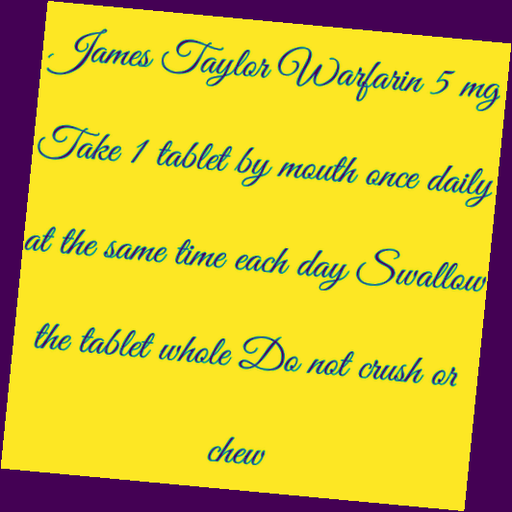 James Taylor Warfarin 5 mg
Take 1 tablet by mouth once daily
at the same time each day Swallow
the tablet whole Do not crush or
chew